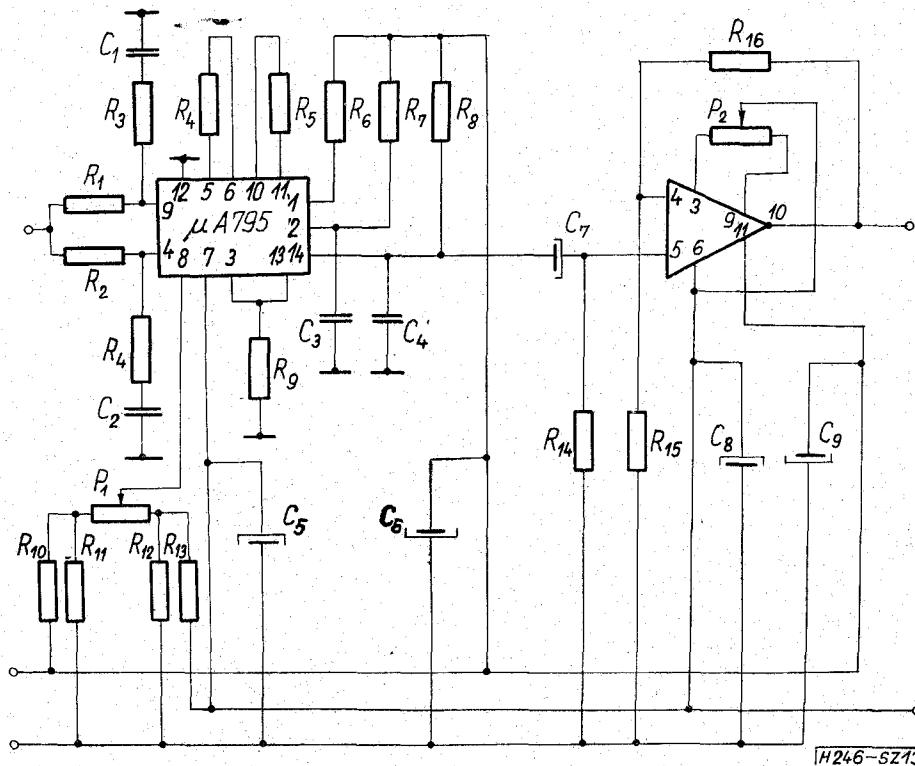 C1
R3
R4
R5
R6
R7
R8
R16
P2
R1
12 5 6 10 11 1
9
μA795
2
4
8 7 3 13 14
R2
C7
4 3 9 10
11
5 6
R4
C3
C4
R9
C2
R14
R15
C8
C9
P1
C5
C6
R10
R11
R12
R13
H246-SZ13